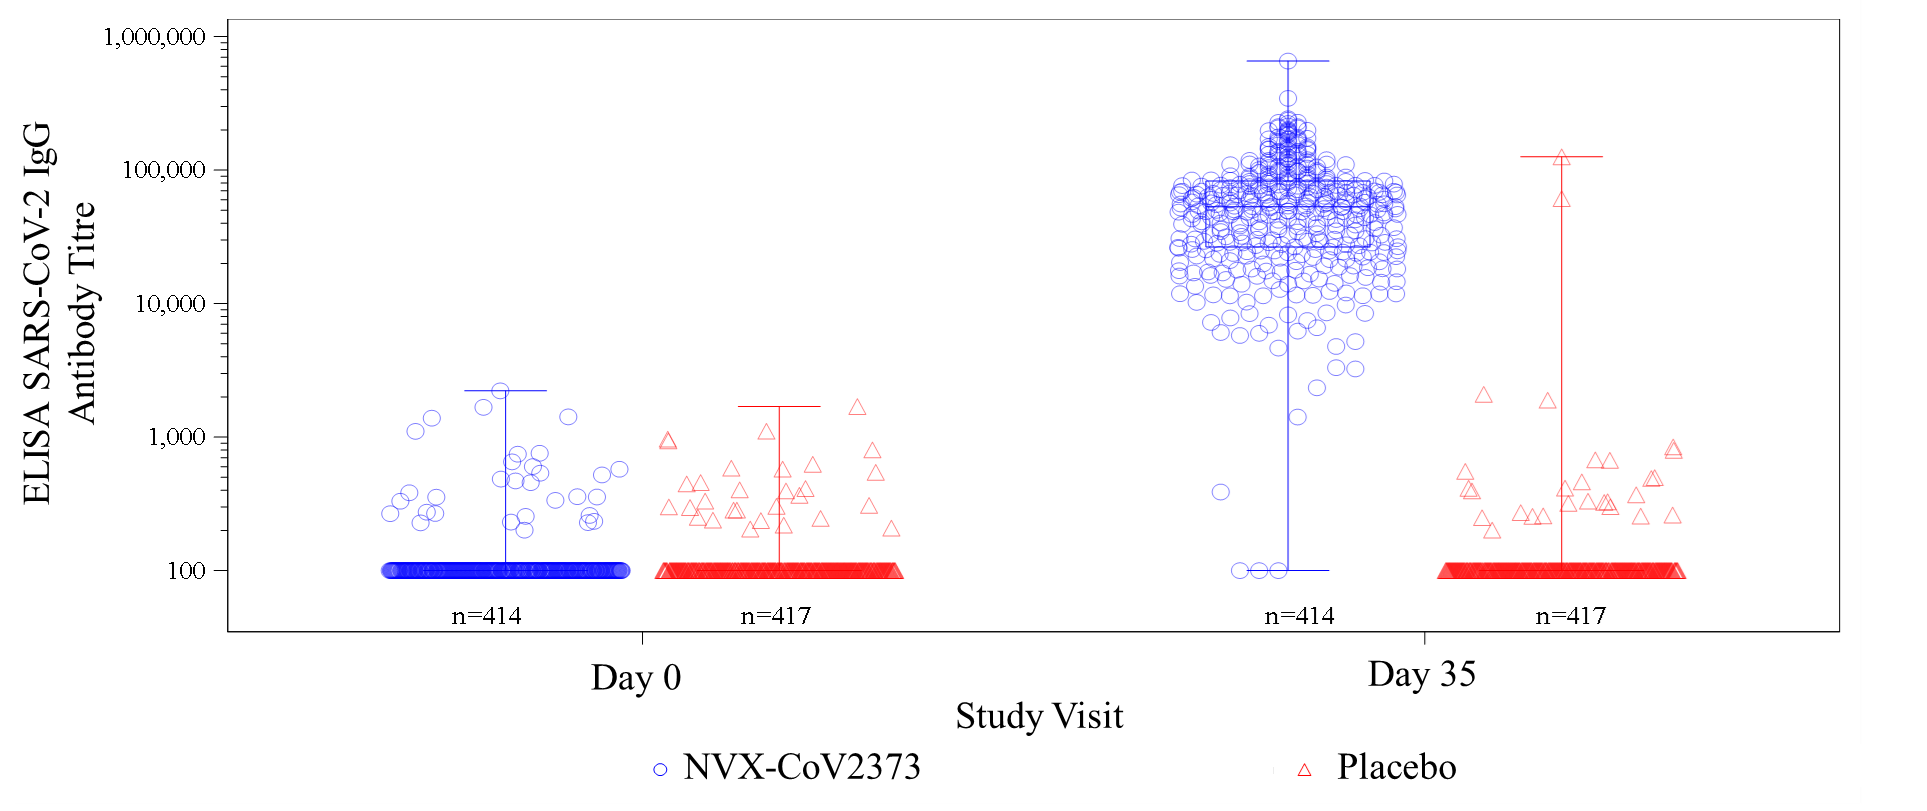 ELISA SARS-CoV-2 IgG
Antibody Titre
1,000,000
100,000
10,000
1,000
100
n=414
n=417
n=414
n=417
Day 0
Day 35
Study Visit
NVX-CoV2373
Placebo